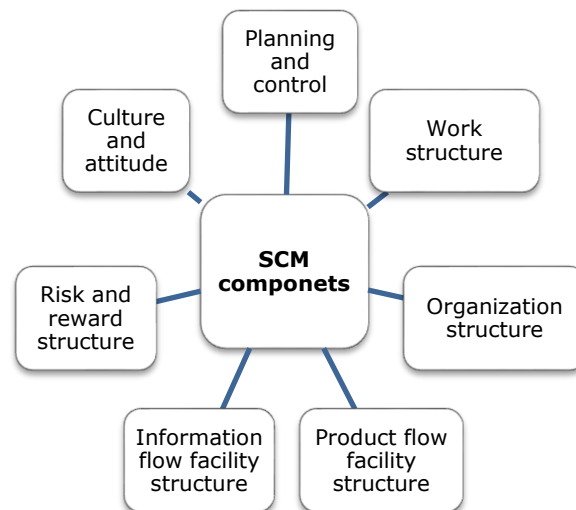 Planning
and
control
Work
structure
Organization
structure
Product flow
facility
structure
Information
flow facility
structure
Risk and
reward
structure
Culture
and
attitude
SCM
componets